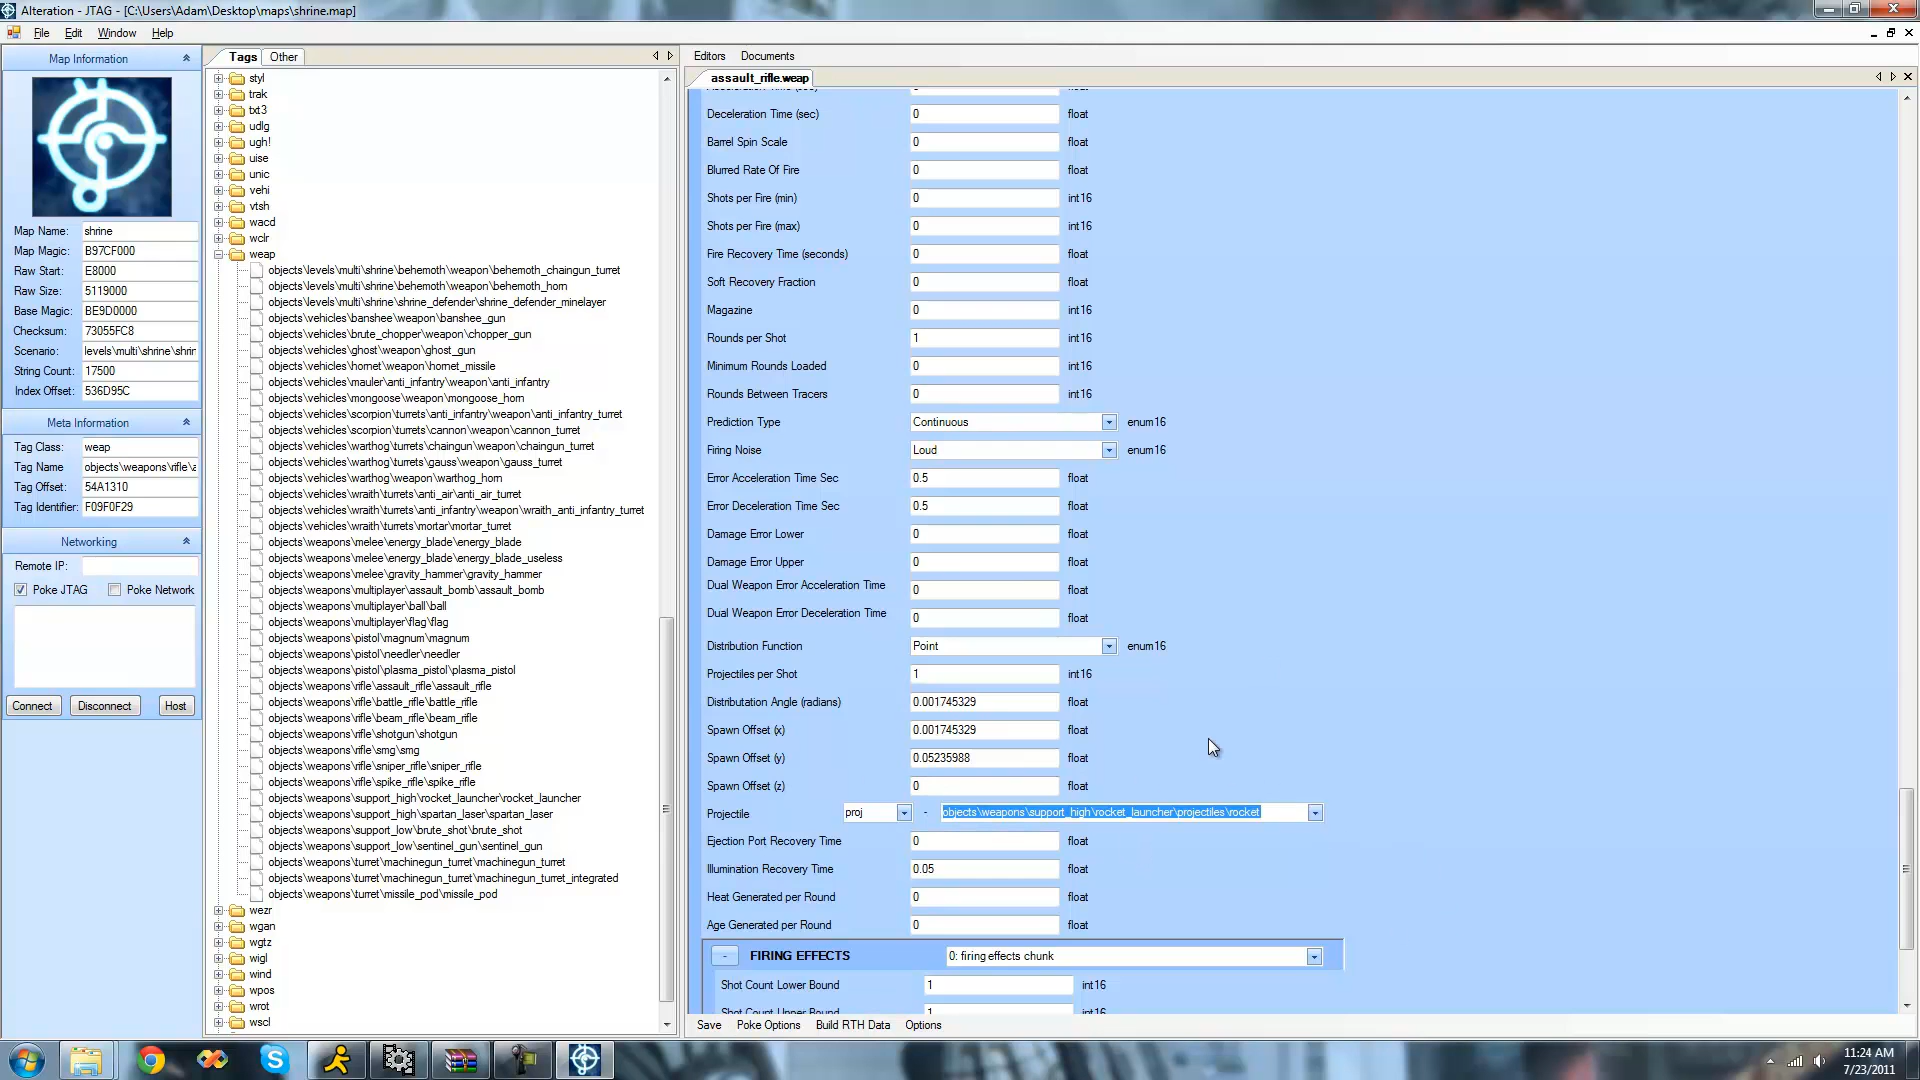 Alteration - JTAG - [C:\Users\Adam\Desktop\maps\shrine.map]
File Edit Window Help
Map Information
Map Name: shrine
Map Magic: B97CF000
Raw Start: E8000
Raw Size: 5119000
Base Magic: BE9D0000
Checksum: 73055FC8
Scenario: levels\multi\shrine\shrin
String Count: 17500
Index Offset: 536D95C
Meta Information
Tag Class: weap
Tag Name objects\weapons\rifle\a
Tag Offset: 54A1310
Tag Identifier: F09F0F29
Networking
Remote IP:
Poke JTAG Poke Network
Connect Disconnect Host
Tags Other
styl
trak
txt3
udlg
ugh!
uise
unic
vehi
vtsh
wacd
wclr
weap
objects\levels\multi\shrine\behemoth\weapon\behemoth_chaingun_turret
objects\levels\multi\shrine\behemoth\weapon\behemoth_horn
objects\levels\multi\shrine\shrine_defender\shrine_defender_minelayer
objects\vehicles\banshee\weapon\banshee_gun
objects\vehicles\brute_chopper\weapon\chopper_gun
objects\vehicles\ghost\weapon\ghost_gun
objects\vehicles\hornet\weapon\hornet_missile
objects\vehicles\mauler\anti_infantry\weapon\anti_infantry
objects\vehicles\mongoose\weapon\mongoose_horn
objects\vehicles\scorpion\turrets\anti_infantry\weapon\anti_infantry_turret
objects\vehicles\scorpion\turrets\cannon\weapon\cannon_turret
objects\vehicles\warthog\turrets\chaingun\weapon\chaingun_turret
objects\vehicles\warthog\turrets\gauss\weapon\gauss_turret
objects\vehicles\warthog\weapon\warthog_horn
objects\vehicles\wraith\turrets\anti_air\anti_air_turret
objects\vehicles\wraith\turrets\anti_infantry\weapon\wraith_anti_infantry_turret
objects\vehicles\wraith\turrets\mortar\mortar_turret
objects\weapons\melee\energy_blade\energy_blade
objects\weapons\melee\energy_blade\energy_blade_useless
objects\weapons\melee\gravity_hammer\gravity_hammer
objects\weapons\multiplayer\assault_bomb\assault_bomb
objects\weapons\multiplayer\ball\ball
objects\weapons\multiplayer\flag\flag
objects\weapons\pistol\magnum\magnum
objects\weapons\pistol\needler\needler
objects\weapons\pistol\plasma_pistol\plasma_pistol
objects\weapons\rifle\assault_rifle\assault_rifle
objects\weapons\rifle\battle_rifle\battle_rifle
objects\weapons\rifle\beam_rifle\beam_rifle
objects\weapons\rifle\shotgun\shotgun
objects\weapons\rifle\smg\smg
objects\weapons\rifle\sniper_rifle\sniper_rifle
objects\weapons\rifle\spike_rifle\spike_rifle
objects\weapons\support_high\rocket_launcher\rocket_launcher
objects\weapons\support_high\spartan_laser\spartan_laser
objects\weapons\support_low\brute_shot\brute_shot
objects\weapons\support_low\sentinel_gun\sentinel_gun
objects\weapons\turret\machinegun_turret\machinegun_turret
objects\weapons\turret\machinegun_turret\machinegun_turret_integrated
objects\weapons\turret\missile_pod\missile_pod
wezr
wgan
wgtz
wigl
wind
wpos
wrot
wscl
Editors Documents
assault_rifle.weap
Deceleration Time (sec) 0 float
Barrel Spin Scale 0 float
Blurred Rate Of Fire 0 float
Shots per Fire (min) 0 int16
Shots per Fire (max) 0 int16
Fire Recovery Time (seconds) 0 float
Soft Recovery Fraction 0 float
Magazine 0 int16
Rounds per Shot 1 int16
Minimum Rounds Loaded 0 int16
Rounds Between Tracers 0 int16
Prediction Type Continuous enum16
Firing Noise Loud enum16
Error Acceleration Time Sec 0.5 float
Error Deceleration Time Sec 0.5 float
Damage Error Lower 0 float
Damage Error Upper 0 float
Dual Weapon Error Acceleration Time 0 float
Dual Weapon Error Deceleration Time 0 float
Distribution Function Point enum16
Projectiles per Shot 1 int16
Distributation Angle (radians) 0.001745329 float
Spawn Offset (x) 0.001745329 float
Spawn Offset (y) 0.05235988 float
Spawn Offset (z) 0 float
Projectile proj - objects\weapons\support_high\rocket_launcher\projectiles\rocket
Ejection Port Recovery Time 0 float
Illumination Recovery Time 0.05 float
Heat Generated per Round 0 float
Age Generated per Round 0 float
- FIRING EFFECTS 0: firing effects chunk
Shot Count Lower Bound 1 int16
Shot Count Upper Bound 1 int16
Save Poke Options Build RTH Data Options
11:24 AM
7/23/2011